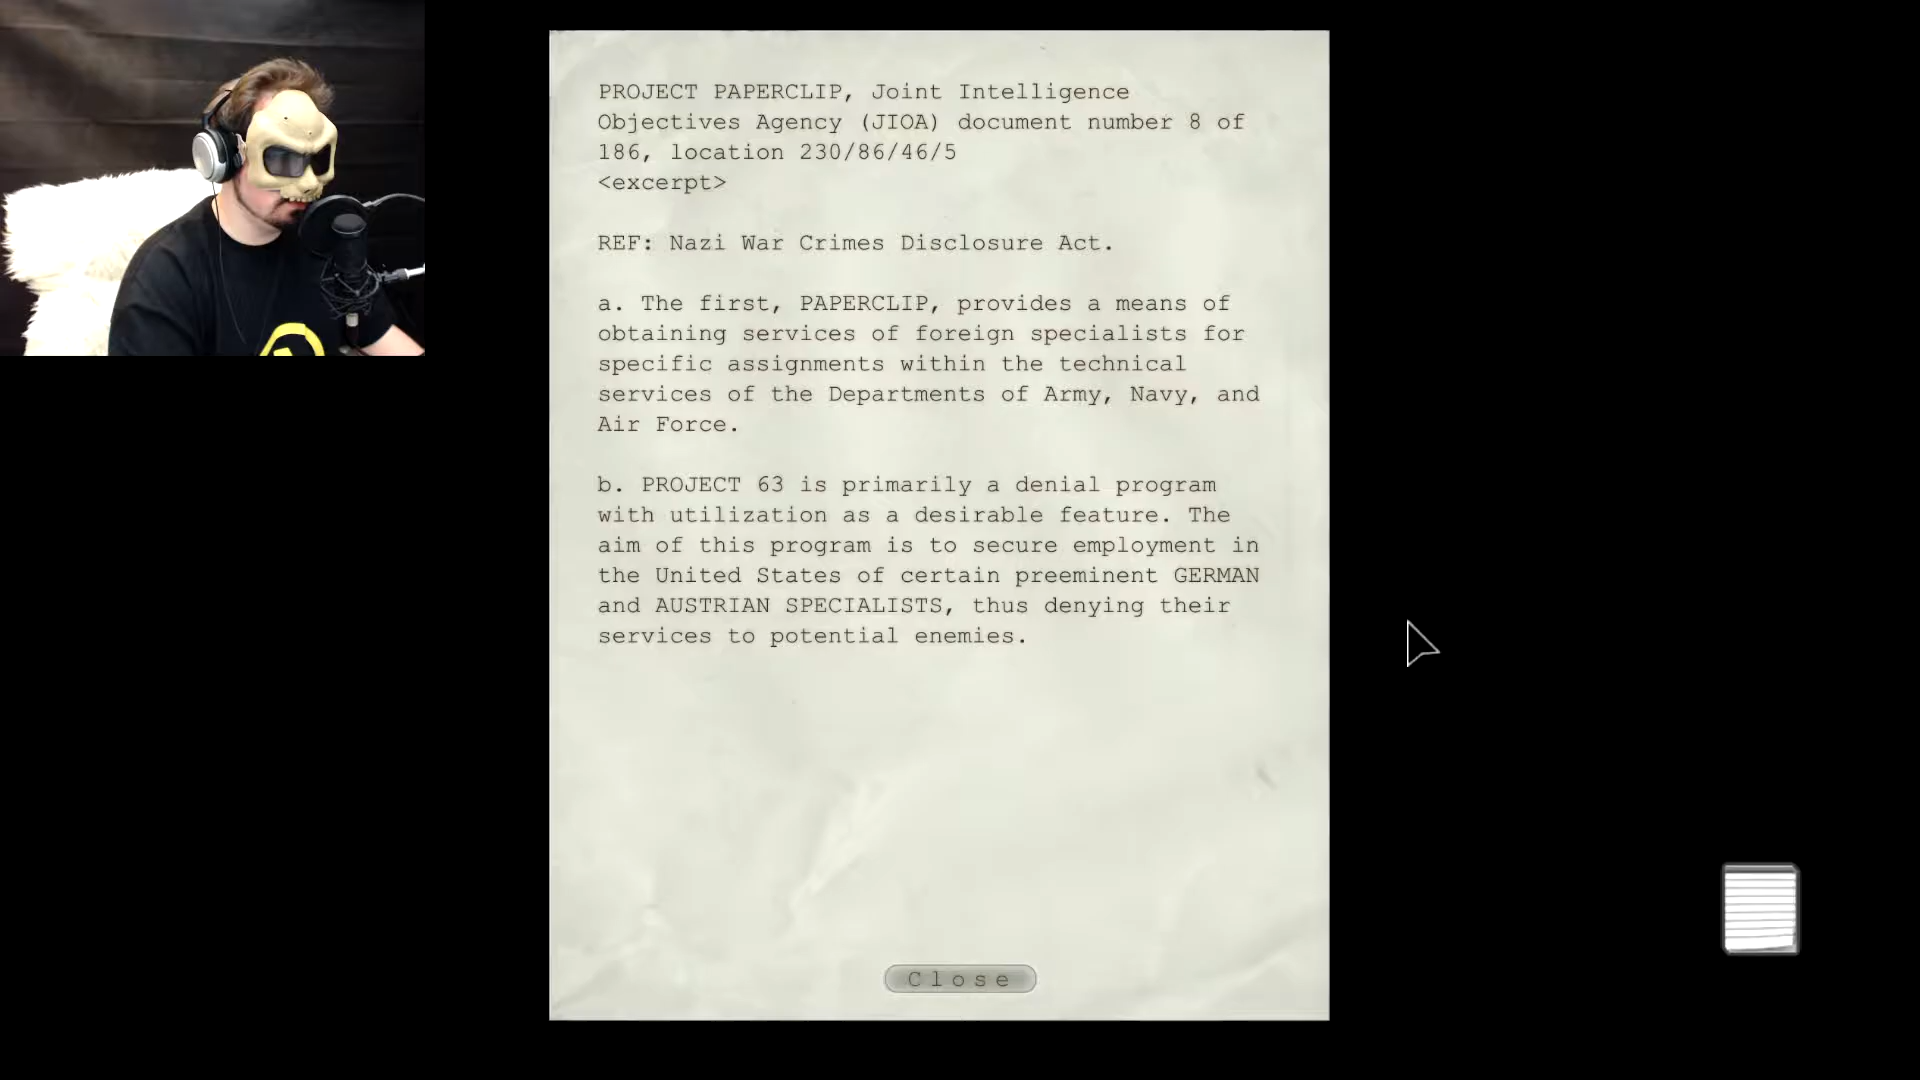 PROJECT PAPERCLIP, Joint Intelligence
Objectives Agency (JIOA) document number 8 of
186, location 230/86/46/5
<excerpt>
REF: Nazi War Crimes Disclosure Act.
a. The first, PAPERCLIP, provides a means of
obtaining services of foreign specialists for
specific assignments within the technical
services of the Departments of Army, Navy, and
Air Force.
b. PROJECT 63 is primarily a denial program
with utilization as a desirable feature. The
aim of this program is to secure employment in
the United States of certain preeminent GERMAN
and AUSTRIAN SPECIALISTS, thus denying their
services to potential enemies.
Close